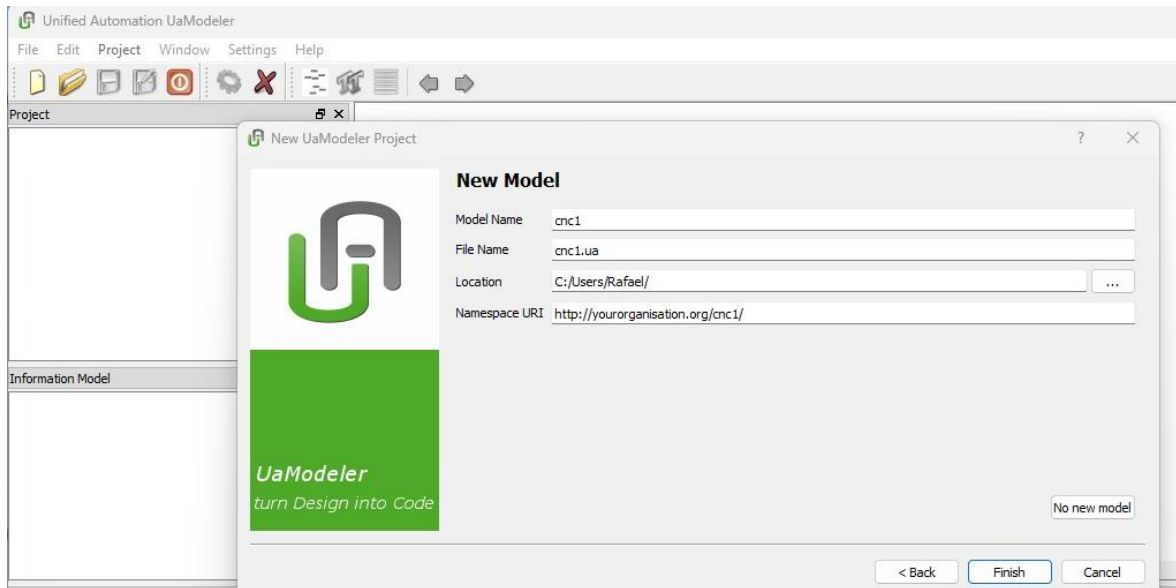 Unified Automation UaModeler
File Edit Project Window Settings Help
Project
New UaModeler Project
?
New Model
Model Name cnc1
File Name cnc1.ua
Location C:/Users/Rafael/ ...
Namespace URI http://yourorganisation.org/cnc1/
Information Model
UaModeler
turn Design into Code
No new model
< Back Finish Cancel